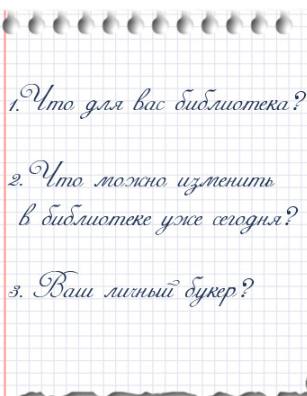 1. Что для вас библиотека?
2. Что можно изменить
в библиотеке уже сегодня?
3. Ваш личный букер?